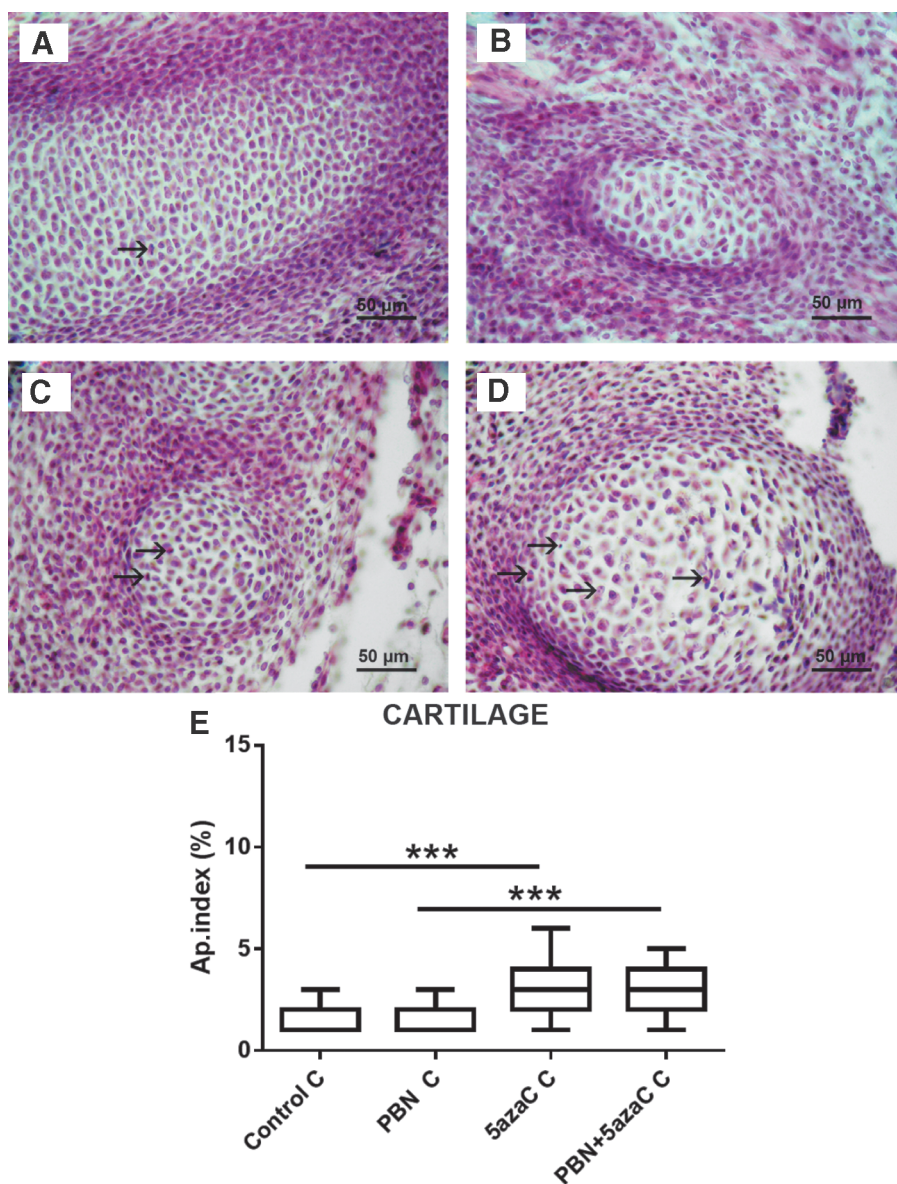 A
50 µm
B
50 µm
C
50 µm
D
50 µm
E
CARTILAGE
Ap.index (%)
15
10
5
0
***
***
Control C
PBN C
5azaC C
PBN+5azaC C